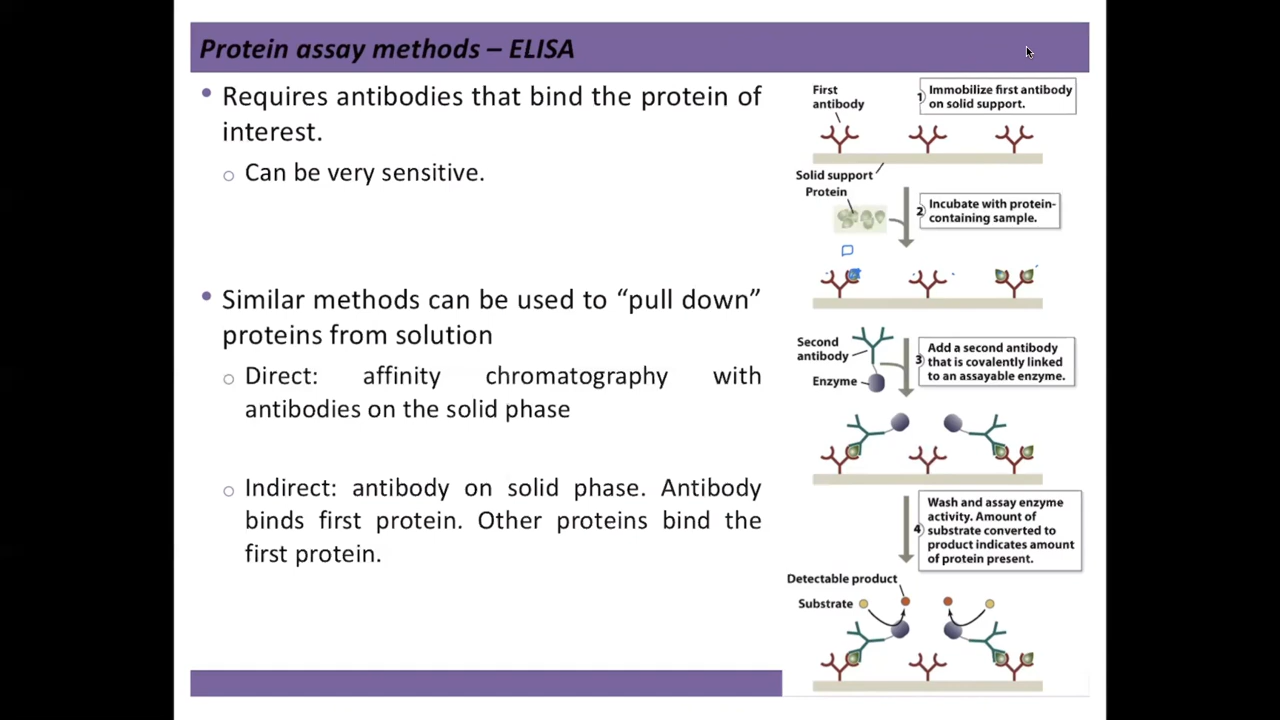 Protein assay methods – ELISA
• Requires antibodies that bind the protein of
interest.
o Can be very sensitive.
• Similar methods can be used to “pull down”
proteins from solution
o Direct: affinity chromatography with
antibodies on the solid phase
o Indirect: antibody on solid phase. Antibody
binds first protein. Other proteins bind the
first protein.
First
antibody
1 Immobilize first antibody
on solid support.
Solid support
Protein
2 Incubate with protein-
containing sample.
Second
antibody
Enzyme
3 Add a second antibody
that is covalently linked
to an assayable enzyme.
4 Wash and assay enzyme
activity. Amount of
substrate converted to
product indicates amount
of protein present.
Detectable product
Substrate